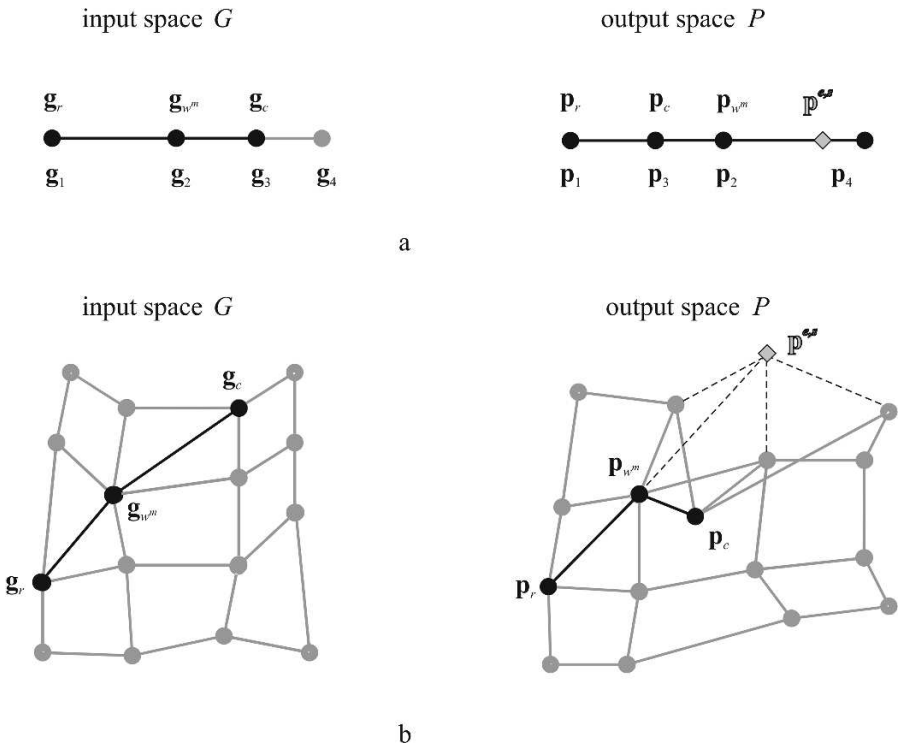 input space G
output space P
g_r g_{w^m} g_c
p_r p_c p_{w^m}
g_1 g_2 g_3 g_4
p_1 p_3 p_2 p_4
a
input space G
output space P
g_c
g_{w^m}
g_r
p_{w^m}
p_c
p_r
b